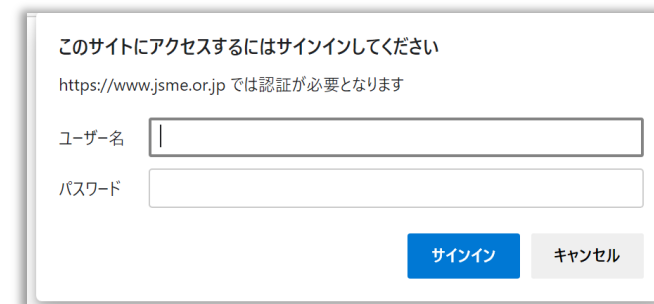 このサイトにアクセスするにはサインインしてください
https://www.jsme.or.jp では認証が必要となります
ユーザー名
パスワード
サインイン キャンセル